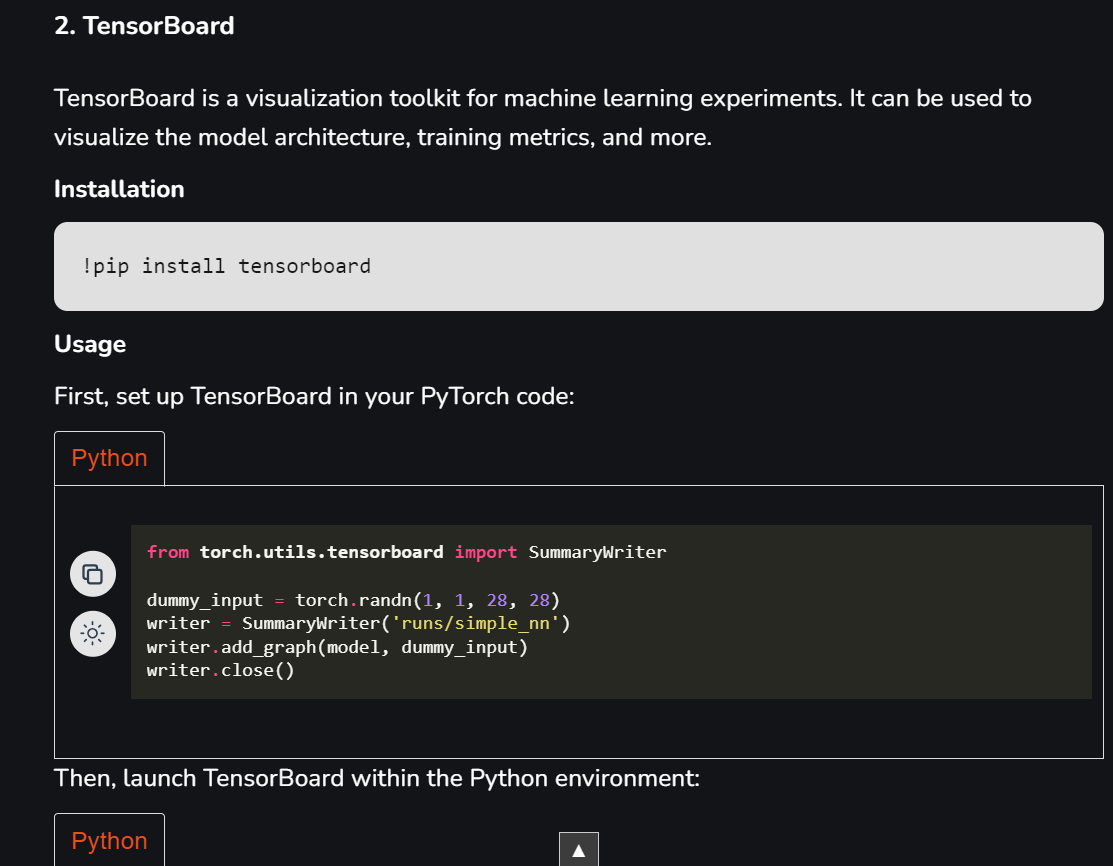 2. TensorBoard
TensorBoard is a visualization toolkit for machine learning experiments. It can be used to
visualize the model architecture, training metrics, and more.
Installation
!pip install tensorboard
Usage
First, set up TensorBoard in your PyTorch code:
Python
from torch.utils.tensorboard import SummaryWriter
dummy_input = torch.randn(1, 1, 28, 28)
writer = SummaryWriter('runs/simple_nn')
writer.add_graph(model, dummy_input)
writer.close()
Then, launch TensorBoard within the Python environment:
Python